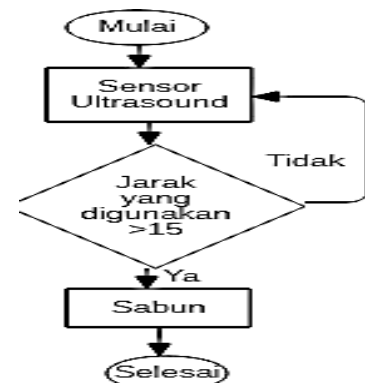 Mulai
Sensor
Ultrasound
Tidak
Jarak
yang
digunakan
>15
Ya
Sabun
Selesai